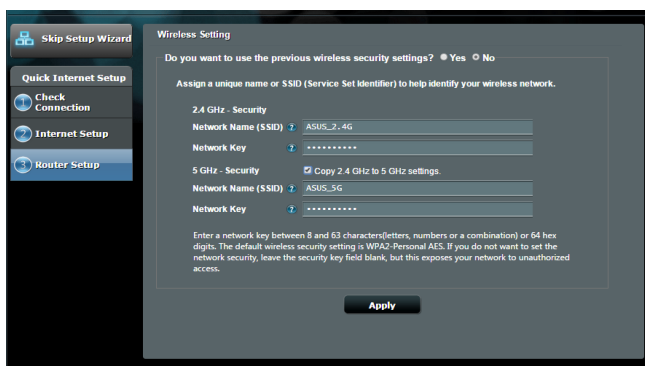 Skip Setup Wizard
Quick Internet Setup
1 Check
Connection
2 Internet Setup
3 Router Setup
Wireless Setting
Do you want to use the previous wireless security settings? Yes No
Assign a unique name or SSID (Service Set Identifier) to help identify your wireless network.
2.4 GHz - Security
Network Name (SSID) ? ASUS_2.4G
Network Key ? ••••••••••
5 GHz - Security Copy 2.4 GHz to 5 GHz settings.
Network Name (SSID) ? ASUS_5G
Network Key ? ••••••••••
Enter a network key between 8 and 63 characters(letters, numbers or a combination) or 64 hex
digits. The default wireless security setting is WPA2-Personal AES. If you do not want to set the
network security, leave the security key field blank, but this exposes your network to unauthorized
access.
Apply